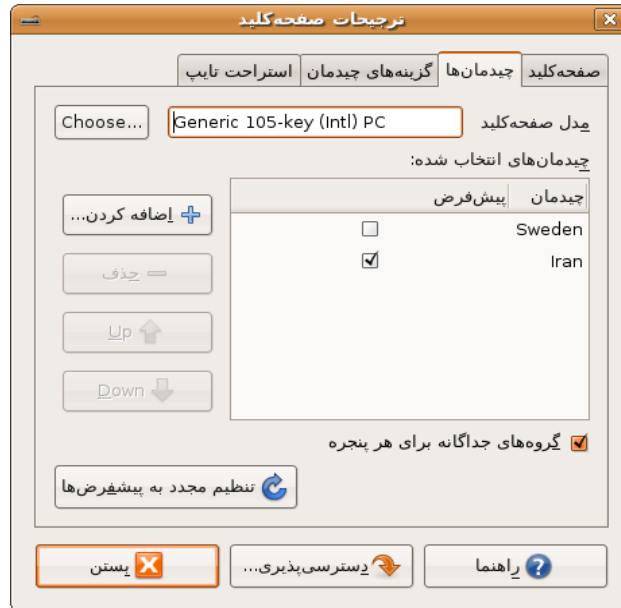 ترجیحات صفحه‌کلید
صفحه‌کلید
چیدمان‌ها
گزینه‌های چیدمان
استراحت تایپ
مدل صفحه‌کلید
Generic 105-key (Intl) PC
Choose...
چیدمان‌های انتخاب شده:
چیدمان
پیش‌فرض
Sweden
Iran
اضافه کردن...
حذف
Up
Down
گروه‌های جداگانه برای هر پنجره
تنظیم مجدد به پیشفرض‌ها
راهنما
دسترسی‌پذیری...
بستن